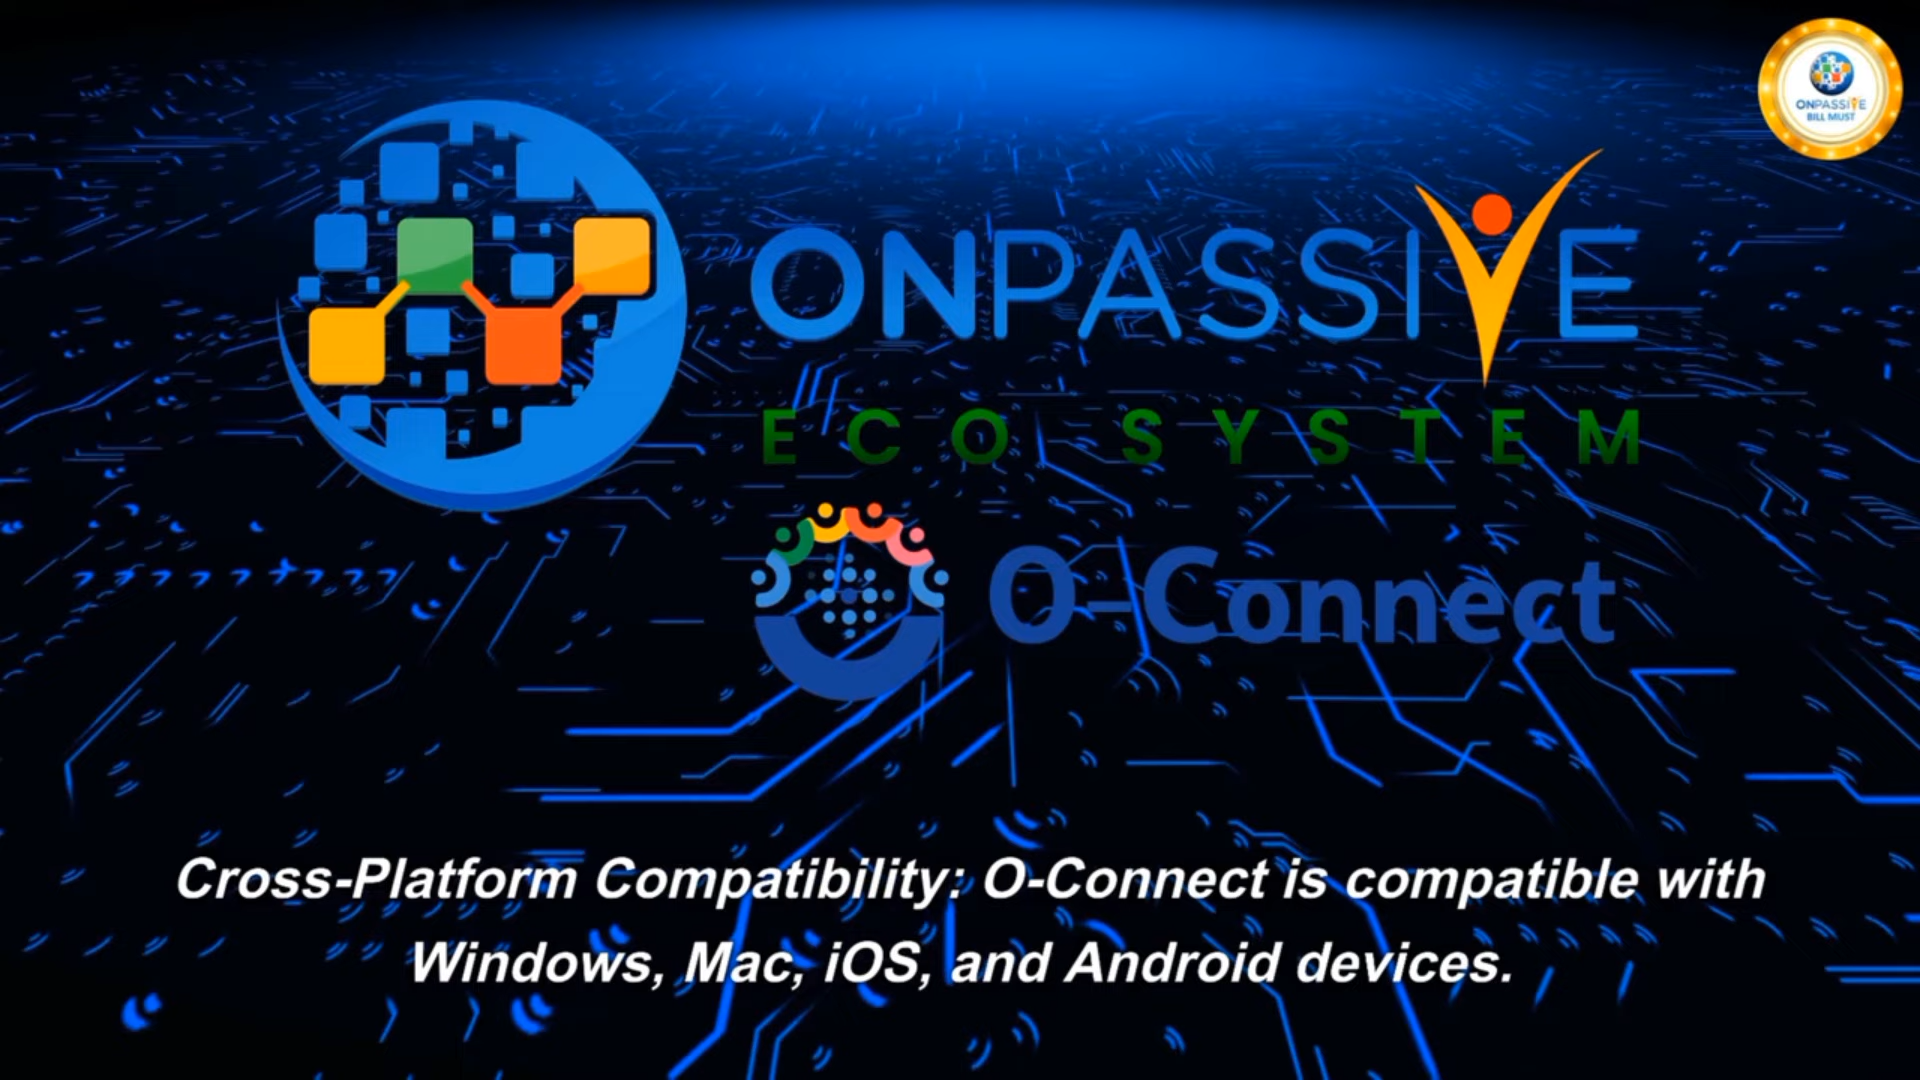 ONPASSIVE
BILL MUST
ONPASSIVE
ECO SYSTEM
O-Connect
Cross-Platform Compatibility: O-Connect is compatible with
Windows, Mac, iOS, and Android devices.